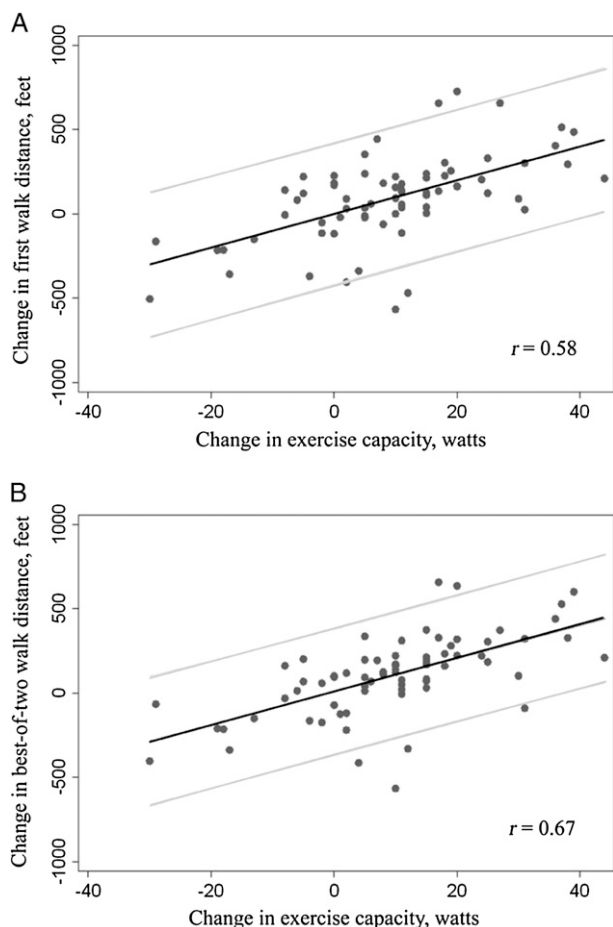 A
Change in first walk distance, feet
1000
500
0
-500
-1000
r = 0.58
-40
-20
0
20
40
Change in exercise capacity, watts
B
Change in best-of-two walk distance, feet
1000
500
0
-500
-1000
r = 0.67
-40
-20
0
20
40
Change in exercise capacity, watts